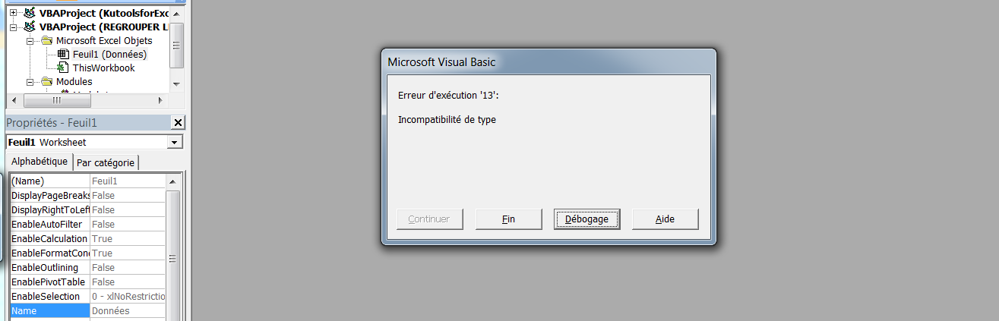 VBAProject (KutoolsforExc
VBAProject (REGROUPER LI
Microsoft Excel Objets
Feuil1 (Données)
ThisWorkbook
Modules
Propriétés - Feuil1
Feuil1 Worksheet
Alphabétique Par catégorie
(Name) Feuil1
DisplayPageBreaks False
DisplayRightToLeft False
EnableAutoFilter False
EnableCalculation True
EnableFormatCon True
EnableOutlining False
EnablePivotTable False
EnableSelection 0 - xlNoRestrictio
Name Données
Microsoft Visual Basic
Erreur d'exécution '13':
Incompatibilité de type
Continuer Fin Débogage Aide